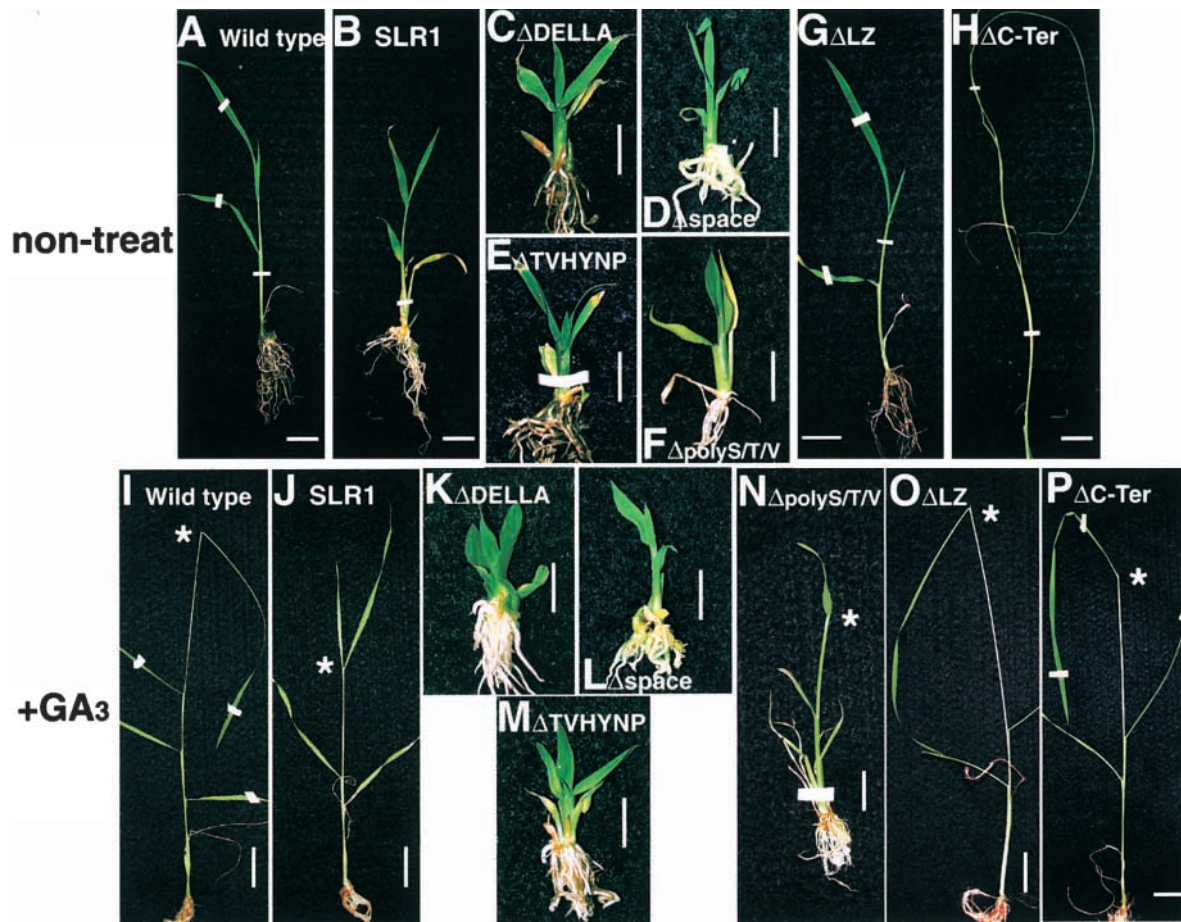 A Wild type
B SLR1
C ΔDELLA
D Δspace
E ΔTVHYNP
F ΔpolyS/T/V
G ΔLZ
H ΔC-Ter
non-treat
I Wild type
*
J SLR1
*
K ΔDELLA
L Δspace
M ΔTVHYNP
N ΔpolyS/T/V
*
O ΔLZ
*
P ΔC-Ter
*
+GA3